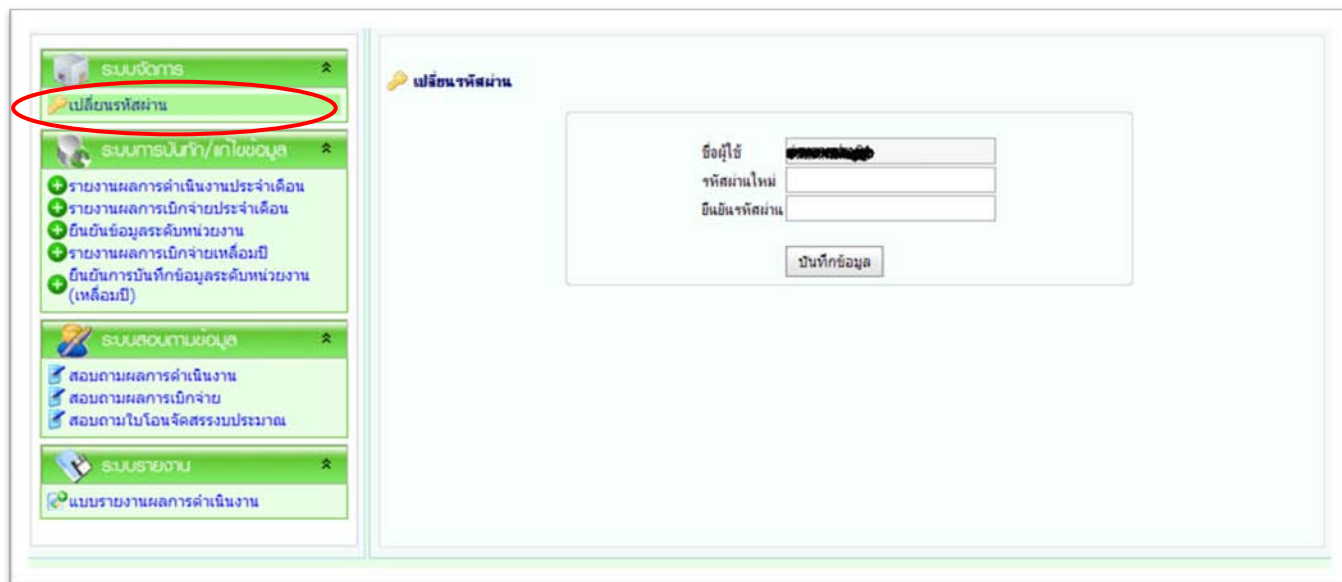 ระบบจัดการ
เปลี่ยนรหัสผ่าน
ระบบการบันทึก/แก้ไขข้อมูล
รายงานผลการดำเนินงานประจำเดือน
รายงานผลการเบิกจ่ายประจำเดือน
ยืนยันข้อมูลระดับหน่วยงาน
รายงานผลการเบิกจ่ายเหลื่อมปี
ยืนยันการบันทึกข้อมูลระดับหน่วยงาน
(เหลื่อมปี)
ระบบสอบถามข้อมูล
สอบถามผลการดำเนินงาน
สอบถามผลการเบิกจ่าย
สอบถามใบโอนจัดสรรงบประมาณ
ระบบรายงาน
แบบรายงานผลการดำเนินงาน
เปลี่ยนรหัสผ่าน
ชื่อผู้ใช้
รหัสผ่านใหม่
ยืนยันรหัสผ่าน
บันทึกข้อมูล